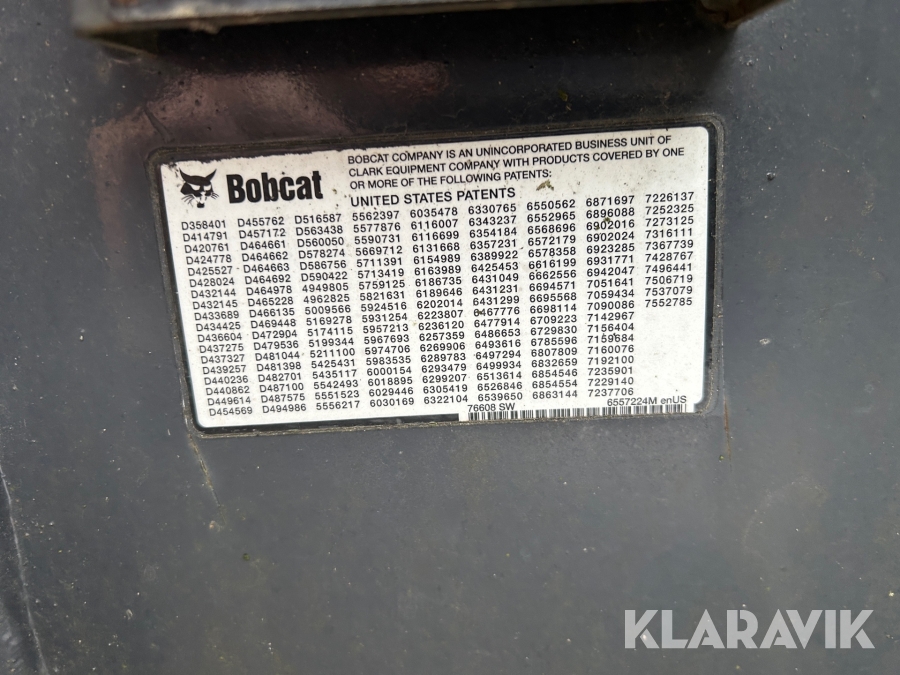 Bobcat
BOBCAT COMPANY IS AN UNINCORPORATED BUSINESS UNIT OF
CLARK EQUIPMENT COMPANY WITH PRODUCTS COVERED BY ONE
OR MORE OF THE FOLLOWING PATENTS:
UNITED STATES PATENTS
D358401 D455762 D516587 5562397 6035478 6330765 6550562 6871697 7226137
D414791 D457172 D563438 5577876 6116007 6343237 6552965 6896088 7252325
D420761 D464661 D560050 5590731 6116699 6354184 6568696 6902016 7273125
D424778 D464662 D578274 5669712 6131668 6357231 6572179 6902024 7316111
D425527 D464663 D586756 5711391 6154989 6389922 6578358 6923285 7367739
D428024 D464692 D590422 5713419 6163989 6425453 6616199 6931771 7428767
D432144 D464978 4949805 5759125 6186735 6431049 6662556 6942047 7496441
D432145 D465228 4962825 5821631 6189646 6431231 6694571 7051641 7506719
D433689 D466135 5009566 5924516 6202014 6431299 6695568 7059434 7537079
D434425 D469448 5169278 5931254 6223807 6467776 6698114 7090086 7552785
D436604 D472904 5174115 5957213 6236120 6477914 6709223 7142967
D437275 D479536 5199344 5967693 6257359 6486653 6729830 7156404
D437327 D481044 5211100 5974706 6269906 6493616 6785596 7159684
D439257 D481398 5425431 5983535 6289783 6497294 6807809 7160076
D440236 D482701 5435117 6000154 6293479 6499934 6832659 7192100
D440862 D487100 5542493 6018895 6299207 6513614 6854546 7235901
D449614 D487575 5551523 6029446 6305419 6526846 6854554 7229140
D454569 D494986 5556217 6030169 6322104 6539650 6863144 7237706
76608 SW 6557224M enUS
KLARAVIK